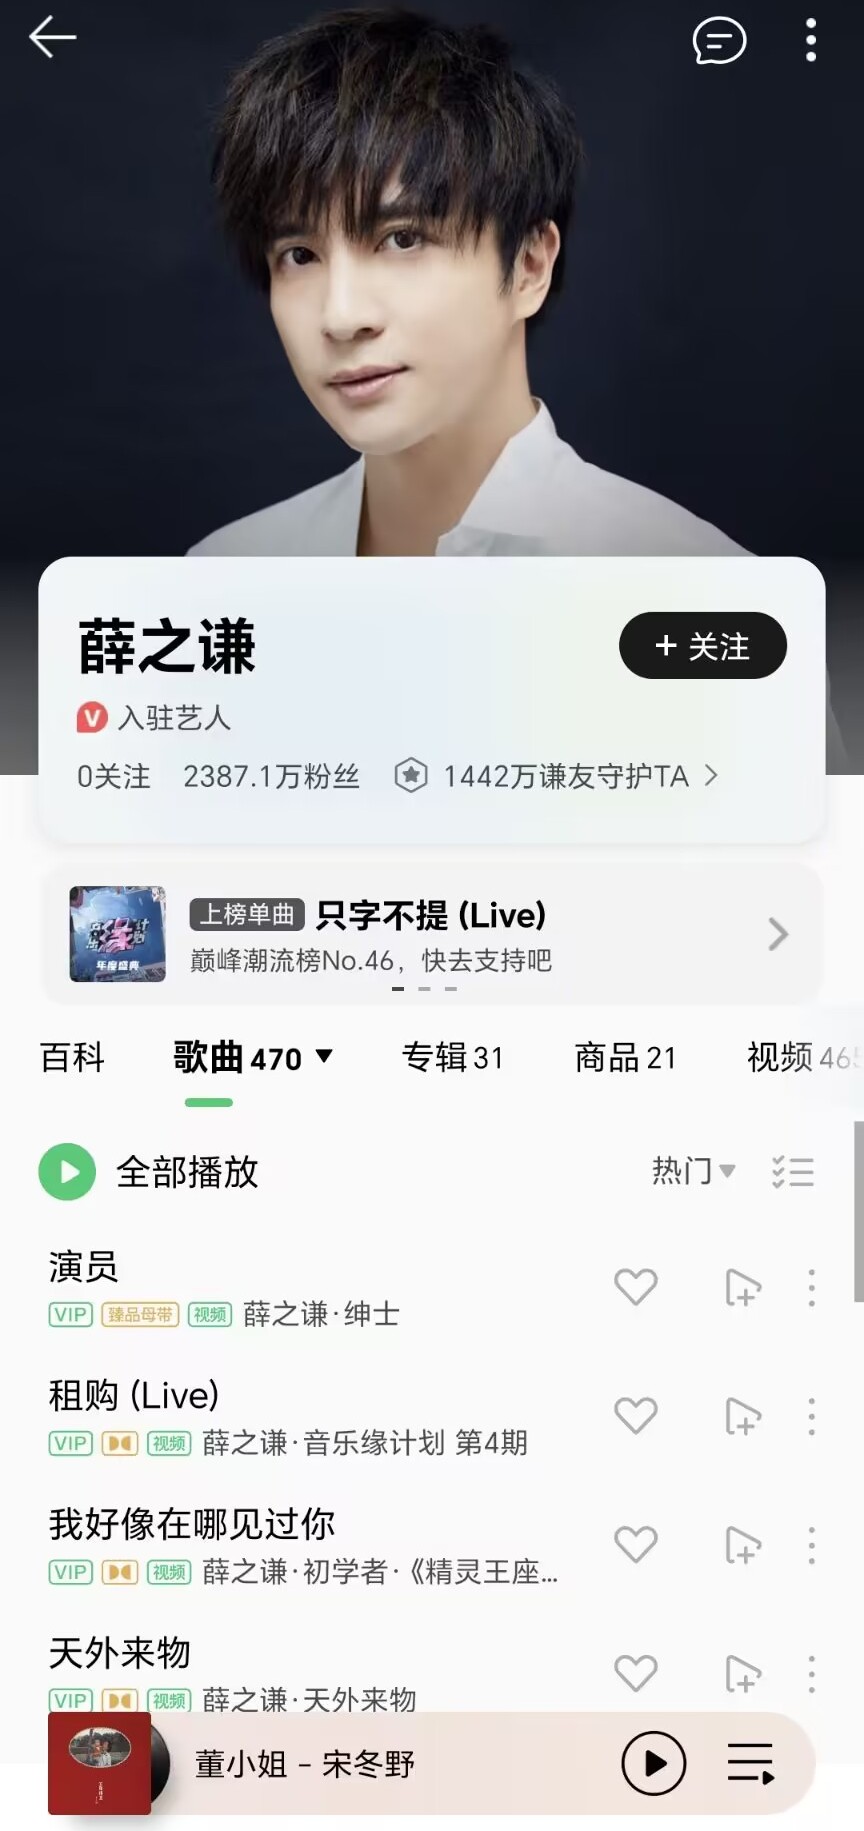 薛之谦
+ 关注
V 入驻艺人
0关注 2387.1万粉丝 1442万谦友守护TA >
上榜单曲 只字不提 (Live)
年度盛典
巅峰潮流榜No.46，快去支持吧
百科 歌曲 470 ▼ 专辑 31 商品 21 视频 465
全部播放 热门▼
演员
VIP 臻品母带 视频 薛之谦·绅士
租购 (Live)
VIP 视频 薛之谦·音乐缘计划 第4期
我好像在哪见过你
VIP 视频 薛之谦·初学者·《精灵王座...
天外来物
VIP 视频 薛之谦·天外来物
董小姐 – 宋冬野